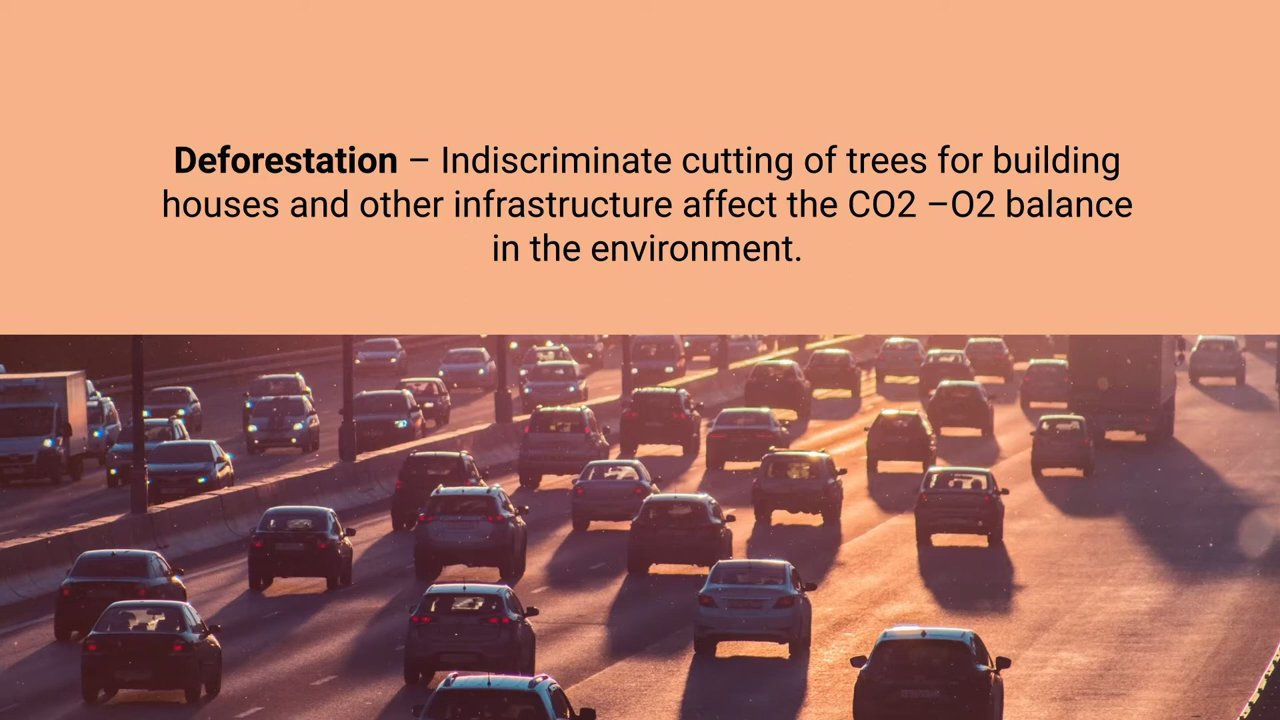 Deforestation – Indiscriminate cutting of trees for building
houses and other infrastructure affect the CO2 –O2 balance
in the environment.